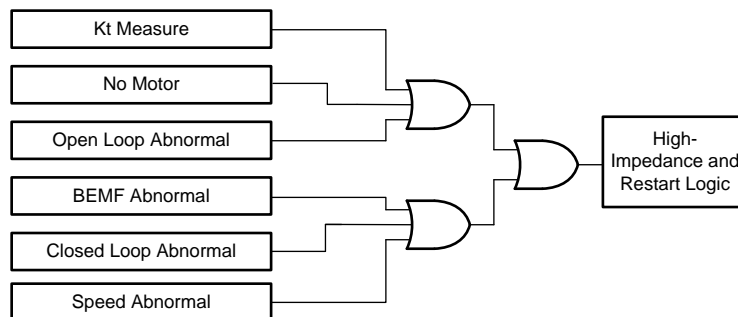 Kt Measure
No Motor
Open Loop Abnormal
BEMF Abnormal
Closed Loop Abnormal
Speed Abnormal
High-
Impedance and
Restart Logic